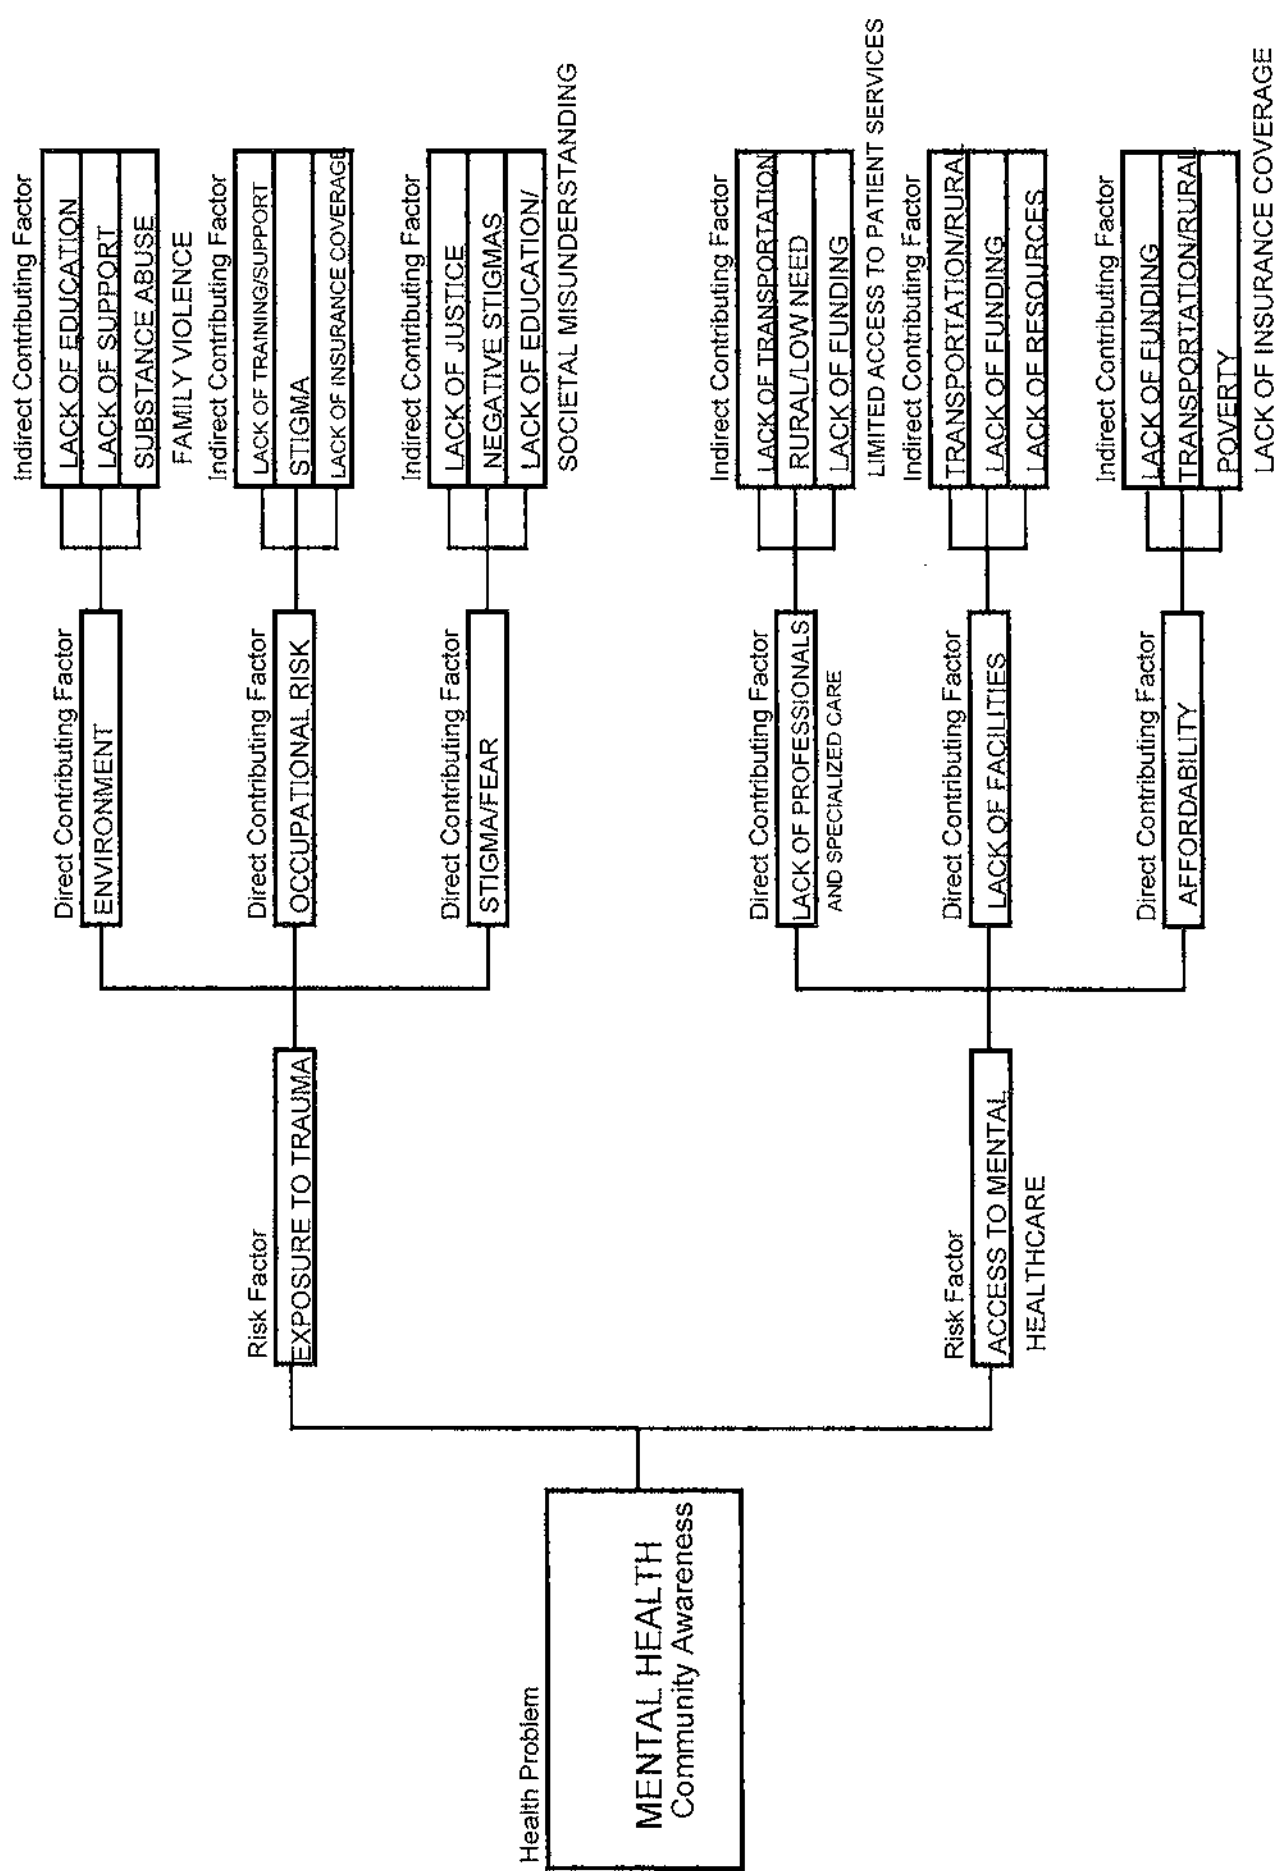 Health Problem
MENTAL HEALTH
Community Awareness
Risk Factor
EXPOSURE TO TRAUMA
Direct Contributing Factor
ENVIRONMENT
Indirect Contributing Factor
LACK OF EDUCATION
LACK OF SUPPORT
SUBSTANCE ABUSE
FAMILY VIOLENCE
Direct Contributing Factor
OCCUPATIONAL RISK
Indirect Contributing Factor
LACK OF TRAINING/SUPPORT
STIGMA
LACK OF INSURANCE COVERAGE
Direct Contributing Factor
STIGMA/FEAR
Indirect Contributing Factor
LACK OF JUSTICE
NEGATIVE STIGMAS
LACK OF EDUCATION/
SOCIETAL MISUNDERSTANDING
Risk Factor
ACCESS TO MENTAL
HEALTHCARE
Direct Contributing Factor
LACK OF PROFESSIONALS
AND SPECIALIZED CARE
Indirect Contributing Factor
LACK OF TRANSPORTATION
RURAL/LOW NEED
LACK OF FUNDING
LIMITED ACCESS TO PATIENT SERVICES
Direct Contributing Factor
LACK OF FACILITIES
Indirect Contributing Factor
TRANSPORTATION/RURAL
LACK OF FUNDING
LACK OF RESOURCES
Direct Contributing Factor
AFFORDABILITY
Indirect Contributing Factor
LACK OF FUNDING
TRANSPORTATION/RURAL
POVERTY
LACK OF INSURANCE COVERAGE